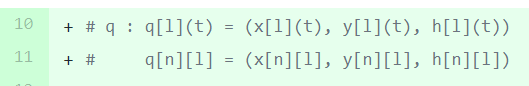 10 + # q : q[l](t) = (x[l](t), y[l](t), h[l](t))
11 + #     q[n][l] = (x[n][l], y[n][l], h[n][l])